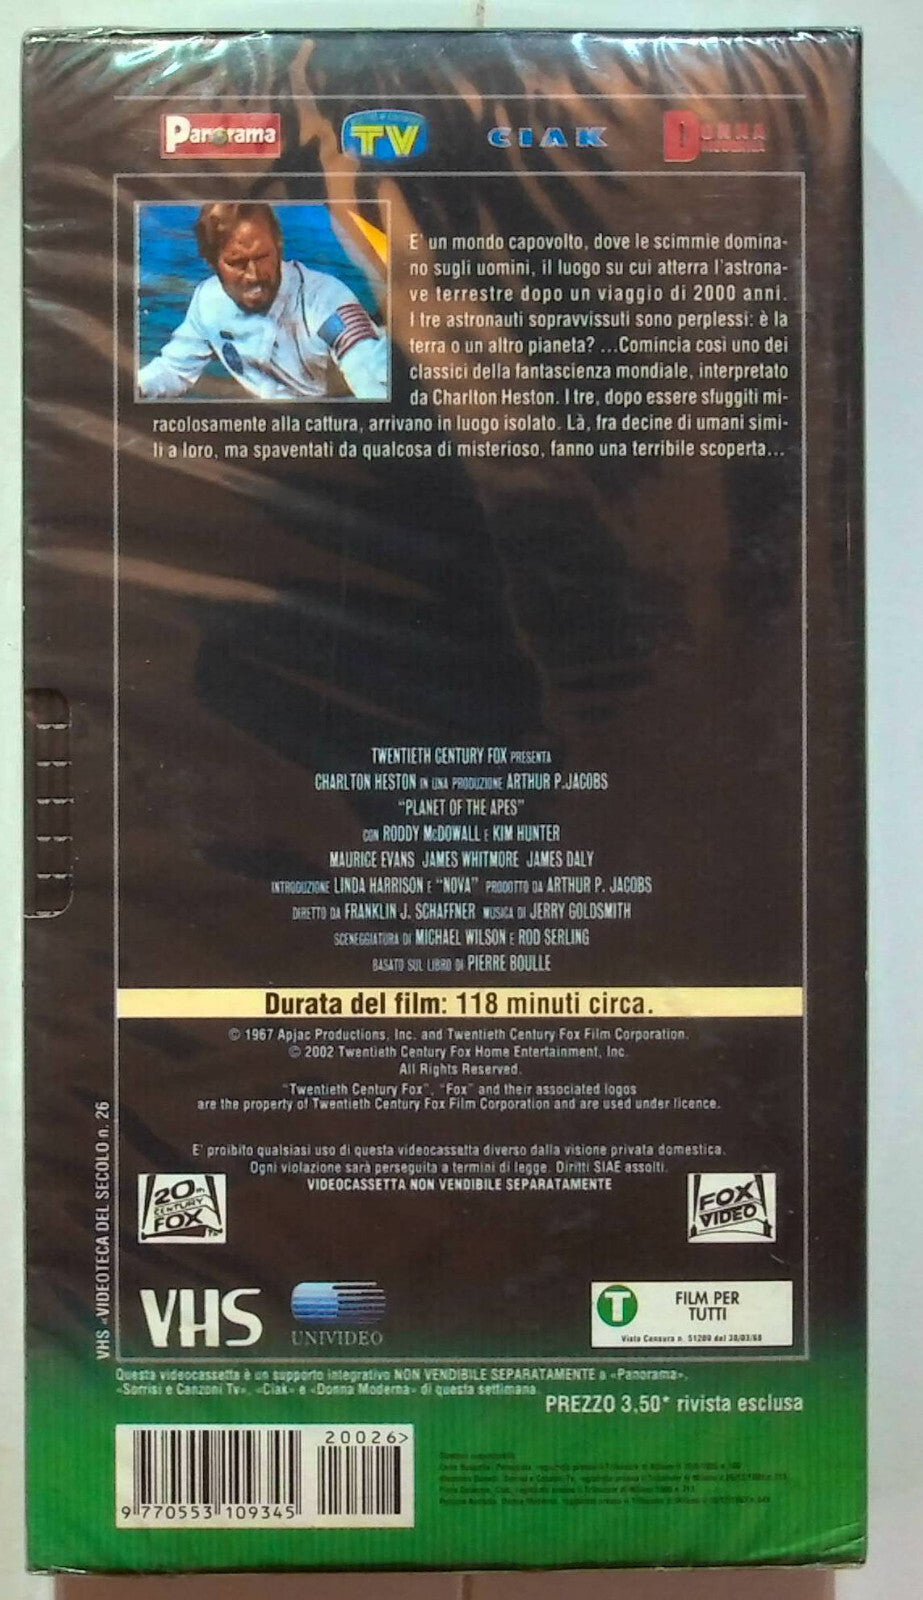 Panorama
TV
CIAK
DONNA
MODERNA
E' un mondo capovolto, dove le scimmie domina-
no sugli uomini, il luogo su cui atterra l'astrona-
ve terrestre dopo un viaggio di 2000 anni.
I tre astronauti sopravvissuti sono perplessi: è la
terra o un altro pianeta? ...Comincia così uno dei
classici della fantascienza mondiale, interpretato
da Charlton Heston. I tre, dopo essere sfuggiti mi-
racolosamente alla cattura, arrivano in luogo isolato. Là, fra decine di umani simi-
li a loro, ma spaventati da qualcosa di misterioso, fanno una terribile scoperta...
TWENTIETH CENTURY FOX PRESENTA
CHARLTON HESTON IN UNA PRODUZIONE ARTHUR P. JACOBS
"PLANET OF THE APES"
CON RODDY McDOWALL E KIM HUNTER
MAURICE EVANS JAMES WHITMORE JAMES DALY
INTRODUZIONE LINDA HARRISON E "NOVA" PRODOTTO DA ARTHUR P. JACOBS
DIRETTO DA FRANKLIN J. SCHAFFNER MUSICA DI JERRY GOLDSMITH
SCENEGGIATURA DI MICHAEL WILSON E ROD SERLING
BASATO SUL LIBRO DI PIERRE BOULLE
Durata del film: 118 minuti circa.
© 1967 Apjac Productions, Inc. and Twentieth Century Fox Film Corporation.
© 2002 Twentieth Century Fox Home Entertainment, Inc.
All Rights Reserved.
"Twentieth Century Fox", "Fox" and their associated logos
are the property of Twentieth Century Fox Film Corporation and are used under licence.
E' proibito qualsiasi uso di questa videocassetta diverso dalla visione privata domestica.
Ogni violazione sarà perseguita a termini di legge. Diritti SIAE assolti.
VIDEOCASSETTA NON VENDIBILE SEPARATAMENTE
VHS «VIDEOTECA DEL SECOLO n. 26
20th
CENTURY
FOX
FOX
VIDEO
VHS
UNIVIDEO
T
FILM PER
TUTTI
Visto Censura n. 51209 del 30/03/68
Questa videocassetta è un supporto integrativo NON VENDIBILE SEPARATAMENTE a «Panorama»,
«Sorrisi e Canzoni Tv», «Ciak» e «Donna Moderna» di questa settimana.
PREZZO 3,50* rivista esclusa
20026>
9 770553 109345